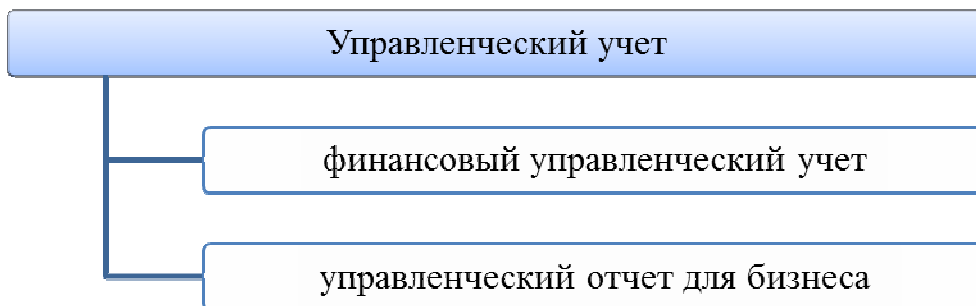 Управленческий учет
финансовый управленческий учет
управленческий отчет для бизнеса